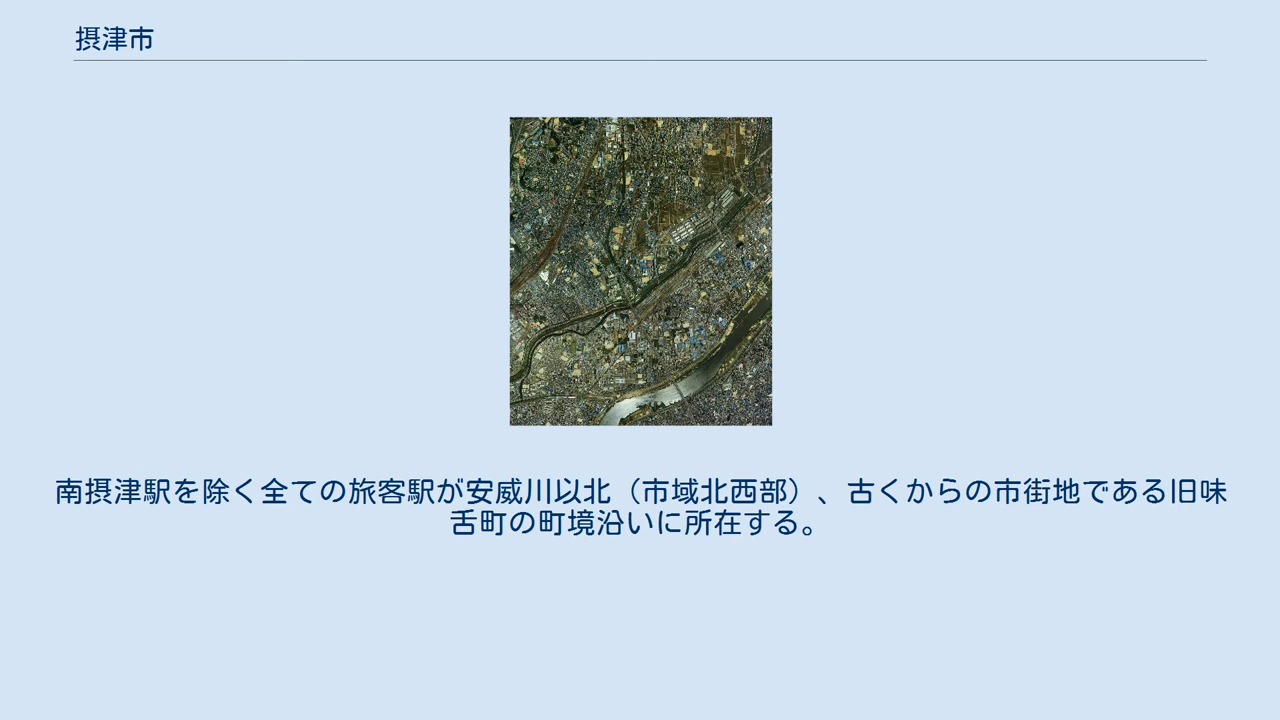 摂津市
南摂津駅を除く全ての旅客駅が安威川以北（市域北西部）、古くからの市街地である旧味
舌町の町境沿いに所在する。